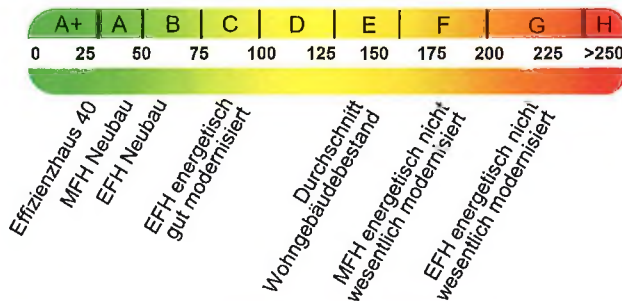 A+ A B C D E F G H
0 25 50 75 100 125 150 175 200 225 >250
Effizienzhaus 40
MFH Neubau
EFH Neubau
EFH energetisch
gut modernisiert
Durchschnitt
Wohngebäudebestand
MFH energetisch nicht
wesentlich modernisiert
EFH energetisch nicht
wesentlich modernisiert